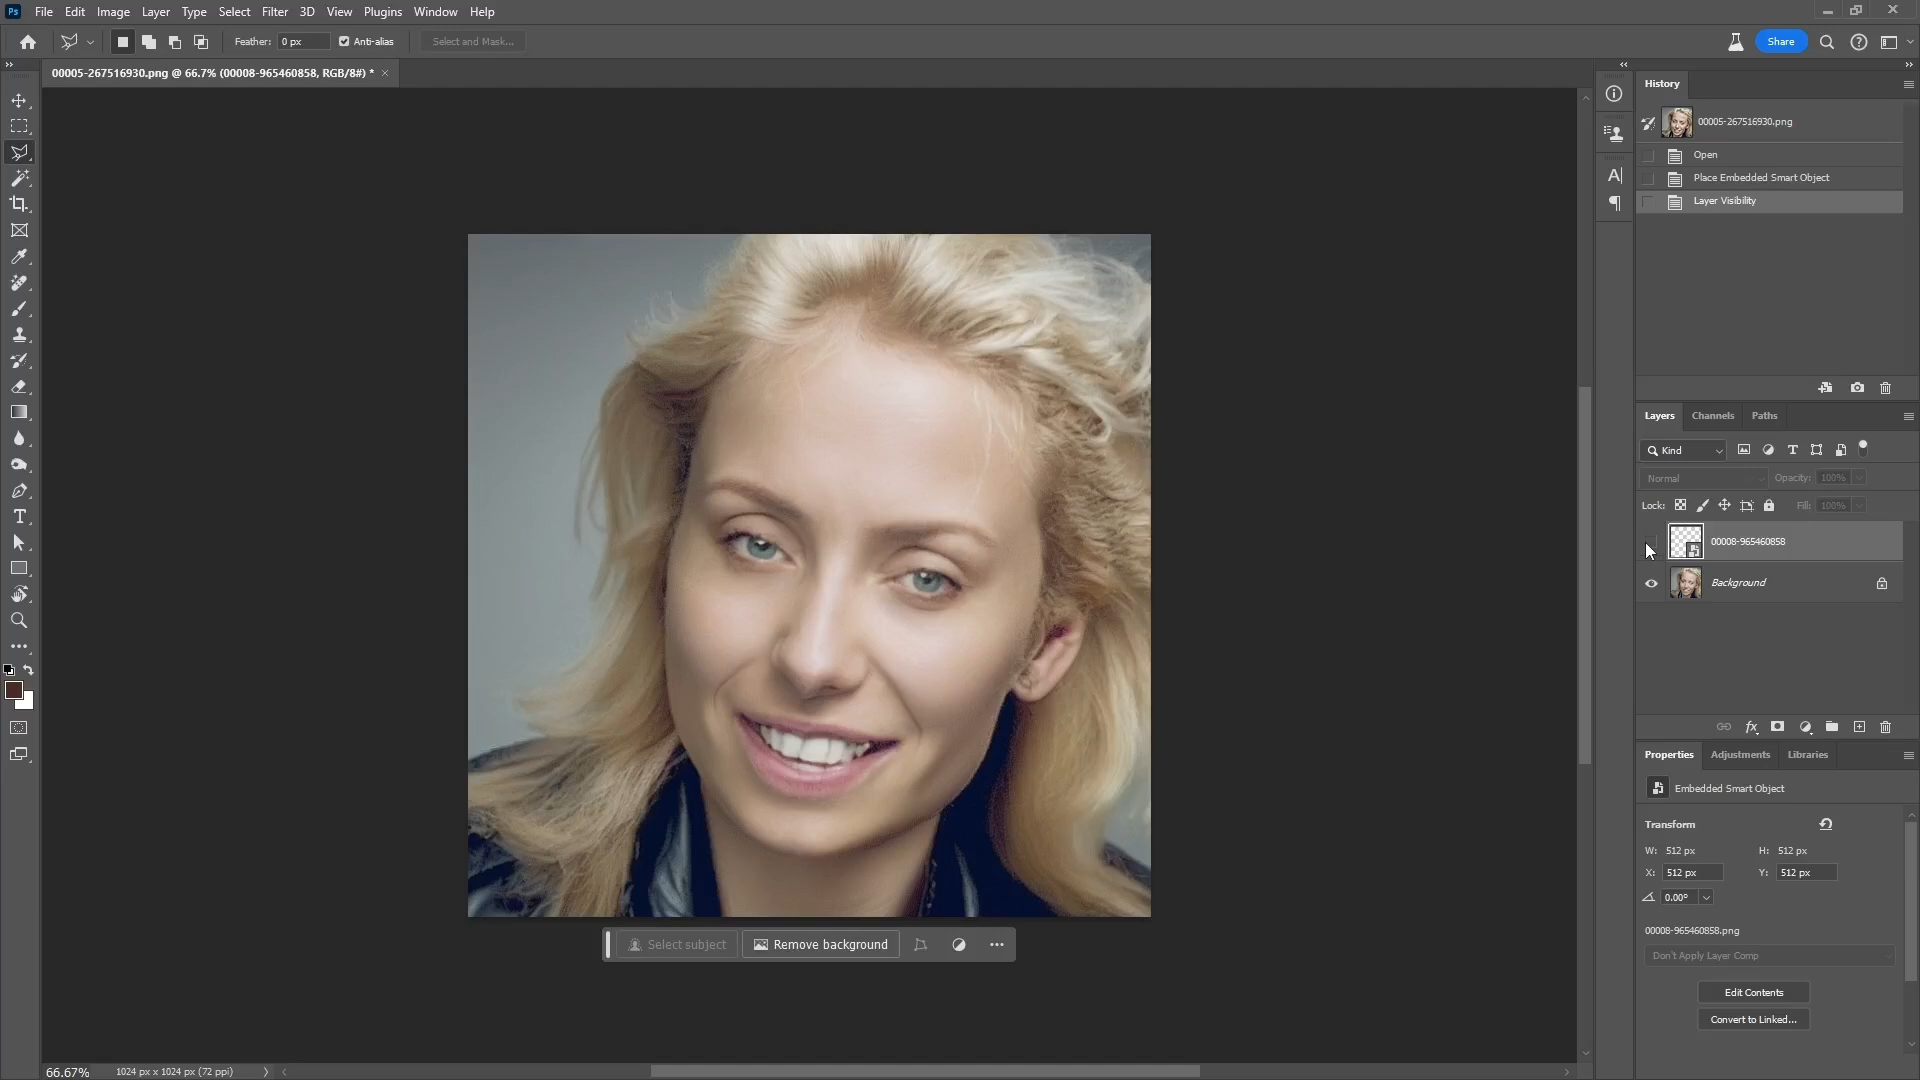 Ps File Edit Image Layer Type Select Filter 3D View Plugins Window Help
Feather: 0 px Anti-alias Select and Mask... Share
00005-267516930.png @ 66.7% (00008-965460858, RGB/8#) * ×
History
00005-267516930.png
Open
Place Embedded Smart Object
Layer Visibility
Layers Channels Paths
Kind
Normal Opacity: 100%
Lock: Fill: 100%
00008-965460858
Background
Select subject Remove background
Properties Adjustments Libraries
Embedded Smart Object
Transform
W: 512 px H: 512 px
X: 512 px Y: 512 px
0.00°
00008-965460858.png
Don't Apply Layer Comp
Edit Contents
Convert to Linked...
66.67% 1024 px x 1024 px (72 ppi)